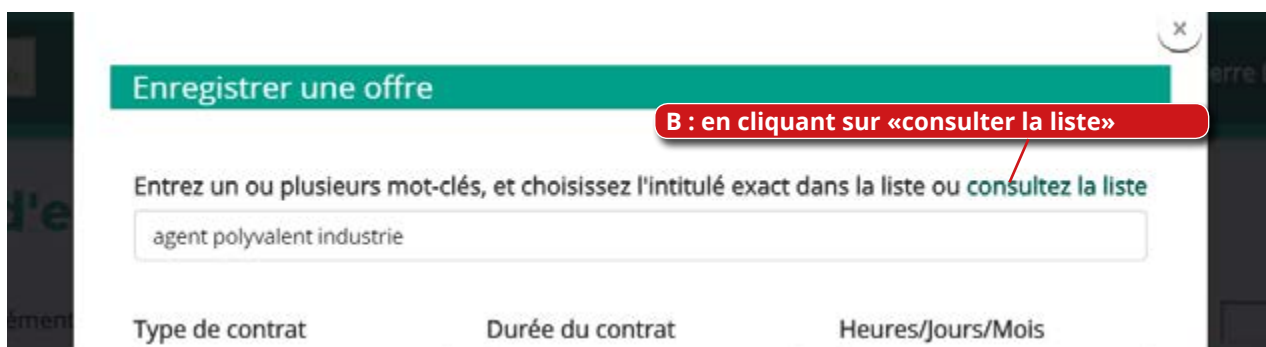 ×
Enregistrer une offre
erre
B : en cliquant sur «consulter la liste»
Entrez un ou plusieurs mot-clés, et choisissez l'intitulé exact dans la liste ou consultez la liste
d'e
agent polyvalent industrie
ément
Type de contrat Durée du contrat Heures/Jours/Mois